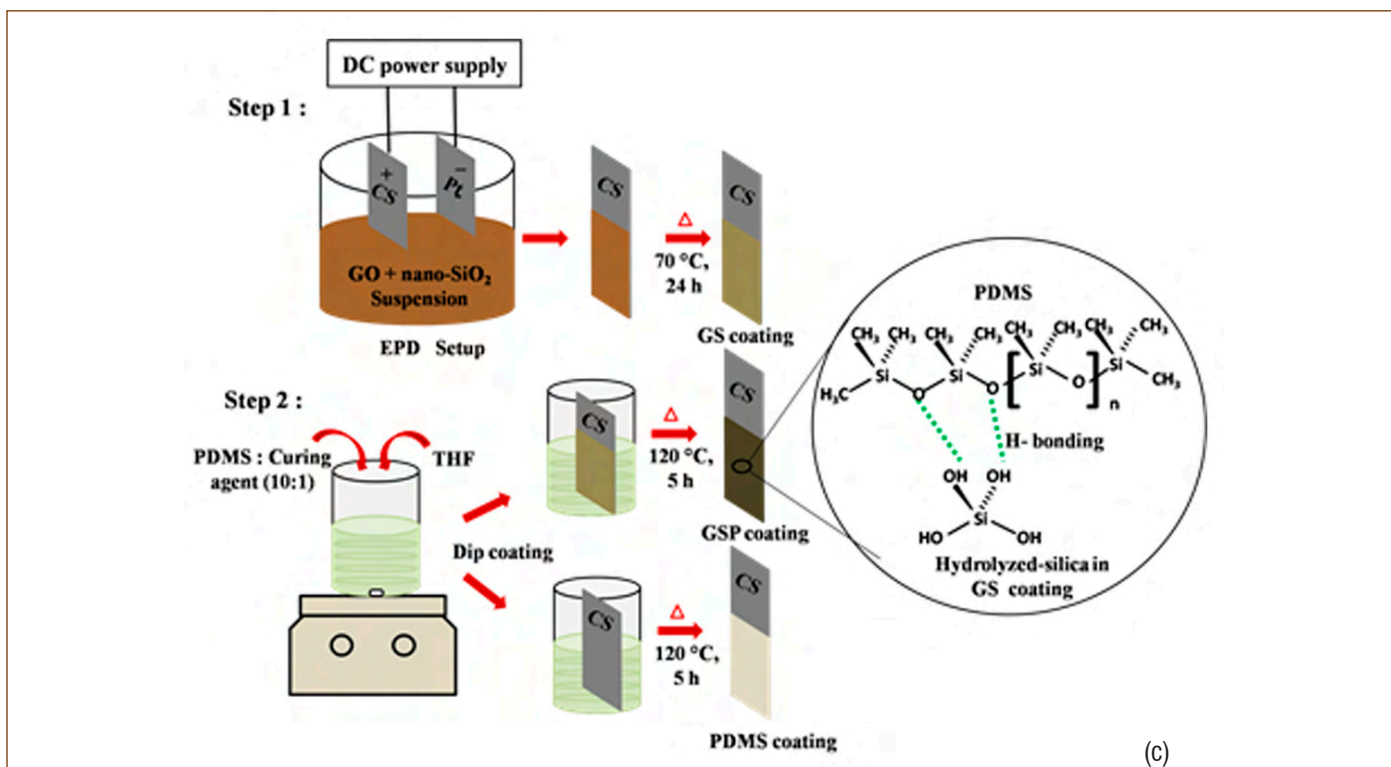 DC power supply
Step 1 :
+
CS
−
Pt
GO + nano-SiO2
Suspension
EPD Setup
CS
Δ
70 °C,
24 h
CS
GS coating
Step 2 :
PDMS : Curing
agent (10:1)
THF
Dip coating
CS
Δ
120 °C,
5 h
CS
GSP coating
CS
Δ
120 °C,
5 h
CS
PDMS coating
PDMS
CH3 CH3 CH3 CH3 CH3 CH3 CH3
H3C Si O Si O [ Si O ] n Si CH3
H- bonding
OH OH
Si
HO OH
Hydrolyzed-silica in
GS coating
(c)